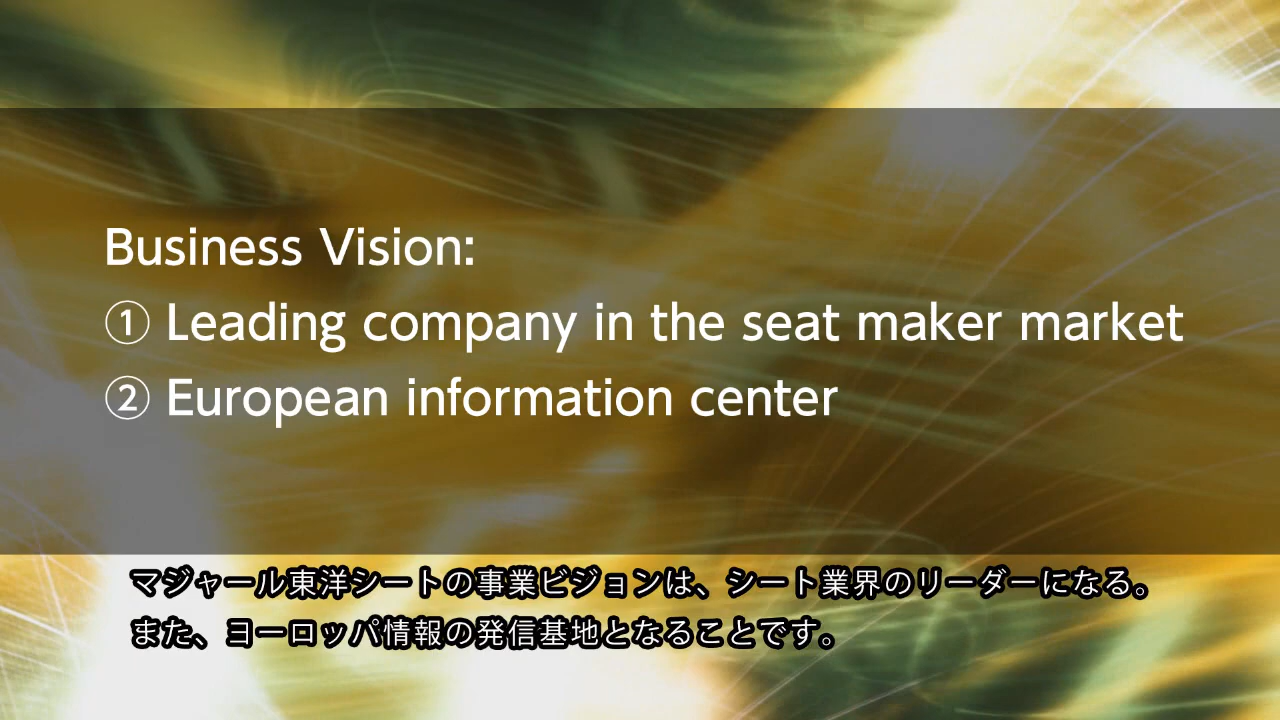 Business Vision:
① Leading company in the seat maker market
② European information center
マジャール東洋シートの事業ビジョンは、シート業界のリーダーになる。
また、ヨーロッパ情報の発信基地となることです。